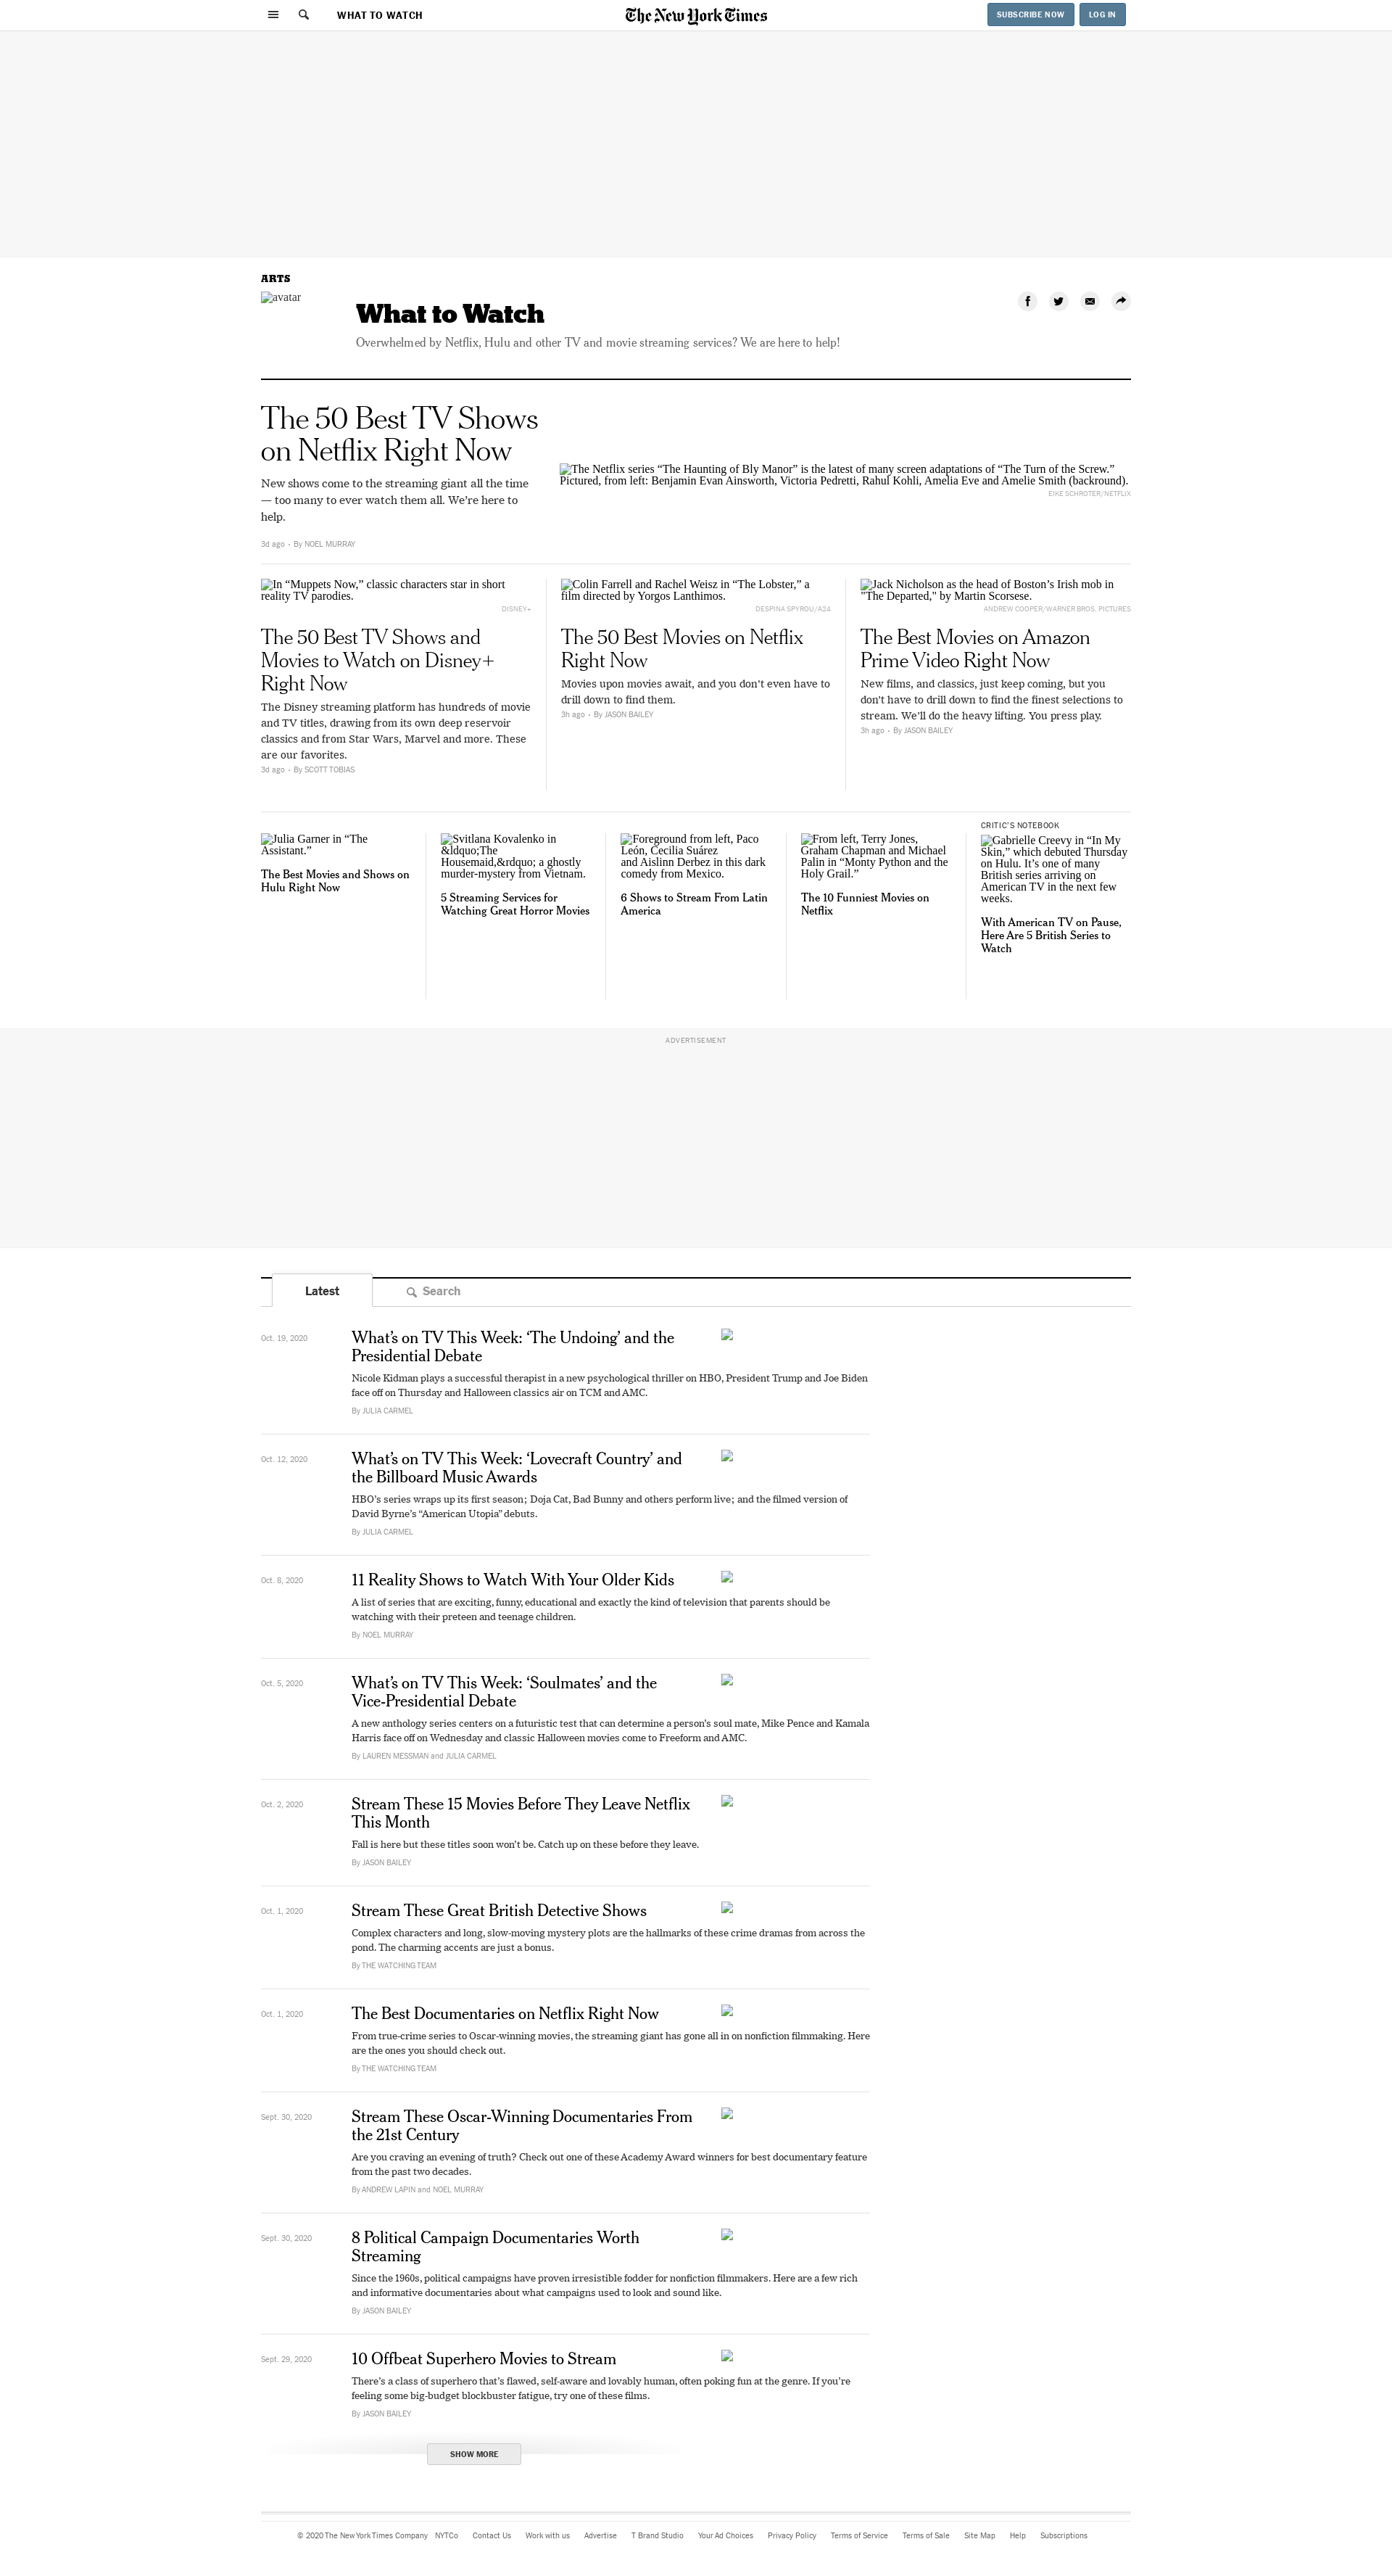 WHAT TO WATCH
The New York Times
SUBSCRIBE NOW
LOG IN
ARTS
avatar
What to Watch
Overwhelmed by Netflix, Hulu and other TV and movie streaming services? We are here to help!
The 50 Best TV Shows
on Netflix Right Now
New shows come to the streaming giant all the time
— too many to ever watch them all. We’re here to
help.
3d ago • By NOEL MURRAY
The Netflix series “The Haunting of Bly Manor” is the latest of many screen adaptations of “The Turn of the Screw.”
Pictured, from left: Benjamin Evan Ainsworth, Victoria Pedretti, Rahul Kohli, Amelia Eve and Amelie Smith (backround).
EIKE SCHROTER/NETFLIX
In “Muppets Now,” classic characters star in short
reality TV parodies.
DISNEY+
The 50 Best TV Shows and
Movies to Watch on Disney+
Right Now
The Disney streaming platform has hundreds of movie
and TV titles, drawing from its own deep reservoir
classics and from Star Wars, Marvel and more. These
are our favorites.
3d ago • By SCOTT TOBIAS
Colin Farrell and Rachel Weisz in “The Lobster,” a
film directed by Yorgos Lanthimos.
DESPINA SPYROU/A24
The 50 Best Movies on Netflix
Right Now
Movies upon movies await, and you don’t even have to
drill down to find them.
3h ago • By JASON BAILEY
Jack Nicholson as the head of Boston’s Irish mob in
"The Departed," by Martin Scorsese.
ANDREW COOPER/WARNER BROS. PICTURES
The Best Movies on Amazon
Prime Video Right Now
New films, and classics, just keep coming, but you
don’t have to drill down to find the finest selections to
stream. We’ll do the heavy lifting. You press play.
3h ago • By JASON BAILEY
Julia Garner in “The
Assistant.”
The Best Movies and Shows on
Hulu Right Now
Svitlana Kovalenko in
&ldquo;The
Housemaid,&rdquo; a ghostly
murder-mystery from Vietnam.
5 Streaming Services for
Watching Great Horror Movies
Foreground from left, Paco
León, Cecilia Suárez
and Aislinn Derbez in this dark
comedy from Mexico.
6 Shows to Stream From Latin
America
From left, Terry Jones,
Graham Chapman and Michael
Palin in “Monty Python and the
Holy Grail.”
The 10 Funniest Movies on
Netflix
CRITIC’S NOTEBOOK
Gabrielle Creevy in “In My
Skin,” which debuted Thursday
on Hulu. It’s one of many
British series arriving on
American TV in the next few
weeks.
With American TV on Pause,
Here Are 5 British Series to
Watch
ADVERTISEMENT
Latest
Search
Oct. 19, 2020
What’s on TV This Week: ‘The Undoing’ and the
Presidential Debate
Nicole Kidman plays a successful therapist in a new psychological thriller on HBO, President Trump and Joe Biden
face off on Thursday and Halloween classics air on TCM and AMC.
By JULIA CARMEL
Oct. 12, 2020
What’s on TV This Week: ‘Lovecraft Country’ and
the Billboard Music Awards
HBO’s series wraps up its first season; Doja Cat, Bad Bunny and others perform live; and the filmed version of
David Byrne’s “American Utopia” debuts.
By JULIA CARMEL
Oct. 8, 2020
11 Reality Shows to Watch With Your Older Kids
A list of series that are exciting, funny, educational and exactly the kind of television that parents should be
watching with their preteen and teenage children.
By NOEL MURRAY
Oct. 5, 2020
What’s on TV This Week: ‘Soulmates’ and the
Vice-Presidential Debate
A new anthology series centers on a futuristic test that can determine a person’s soul mate, Mike Pence and Kamala
Harris face off on Wednesday and classic Halloween movies come to Freeform and AMC.
By LAUREN MESSMAN and JULIA CARMEL
Oct. 2, 2020
Stream These 15 Movies Before They Leave Netflix
This Month
Fall is here but these titles soon won’t be. Catch up on these before they leave.
By JASON BAILEY
Oct. 1, 2020
Stream These Great British Detective Shows
Complex characters and long, slow-moving mystery plots are the hallmarks of these crime dramas from across the
pond. The charming accents are just a bonus.
By THE WATCHING TEAM
Oct. 1, 2020
The Best Documentaries on Netflix Right Now
From true-crime series to Oscar-winning movies, the streaming giant has gone all in on nonfiction filmmaking. Here
are the ones you should check out.
By THE WATCHING TEAM
Sept. 30, 2020
Stream These Oscar-Winning Documentaries From
the 21st Century
Are you craving an evening of truth? Check out one of these Academy Award winners for best documentary feature
from the past two decades.
By ANDREW LAPIN and NOEL MURRAY
Sept. 30, 2020
8 Political Campaign Documentaries Worth
Streaming
Since the 1960s, political campaigns have proven irresistible fodder for nonfiction filmmakers. Here are a few rich
and informative documentaries about what campaigns used to look and sound like.
By JASON BAILEY
Sept. 29, 2020
10 Offbeat Superhero Movies to Stream
There’s a class of superhero that’s flawed, self-aware and lovably human, often poking fun at the genre. If you’re
feeling some big-budget blockbuster fatigue, try one of these films.
By JASON BAILEY
SHOW MORE
© 2020 The New York Times Company NYTCo Contact Us Work with us Advertise T Brand Studio Your Ad Choices Privacy Policy Terms of Service Terms of Sale Site Map Help Subscriptions